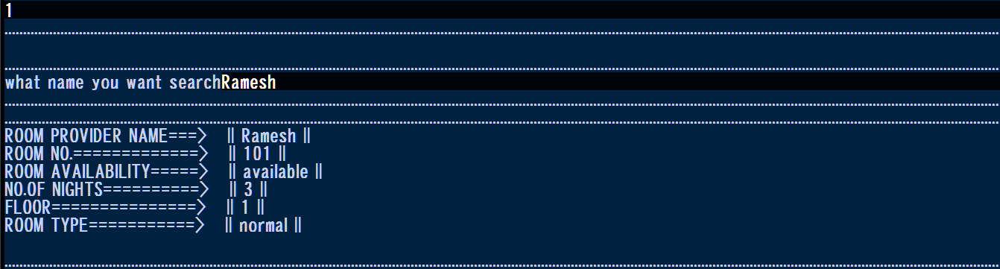 1
what name you want searchRamesh
ROOM PROVIDER NAME===> || Ramesh ||
ROOM NO.=============> || 101 ||
ROOM AVAILABILITY=====> || available ||
NO.OF NIGHTS==========> || 3 ||
FLOOR===============> || 1 ||
ROOM TYPE===========> || normal ||